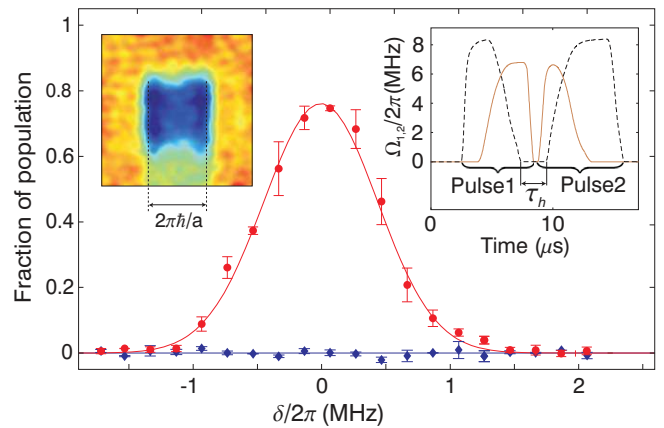 Fraction of population
0.8
0.6
0.4
0.2
0
-1
0
1
2
δ/2π (MHz)
2πħ/a
Ω1,2/2π(MHz)
8
6
4
2
0
Pulse1
Pulse2
τh
0
10
Time (μs)